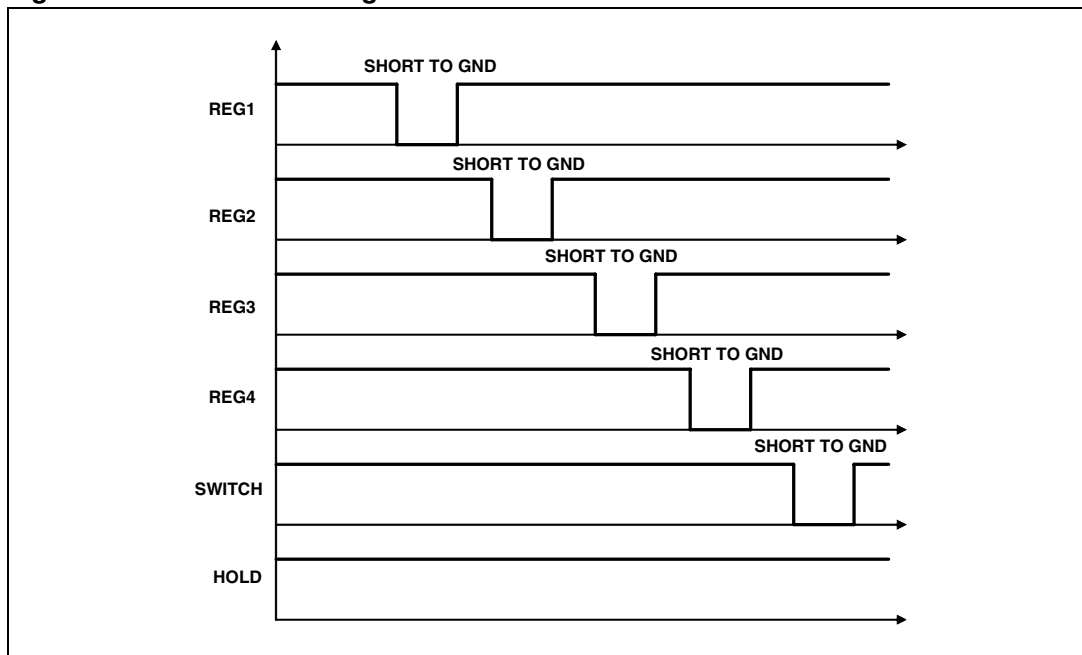 SHORT TO GND
REG1
SHORT TO GND
REG2
SHORT TO GND
REG3
SHORT TO GND
REG4
SHORT TO GND
SWITCH
HOLD